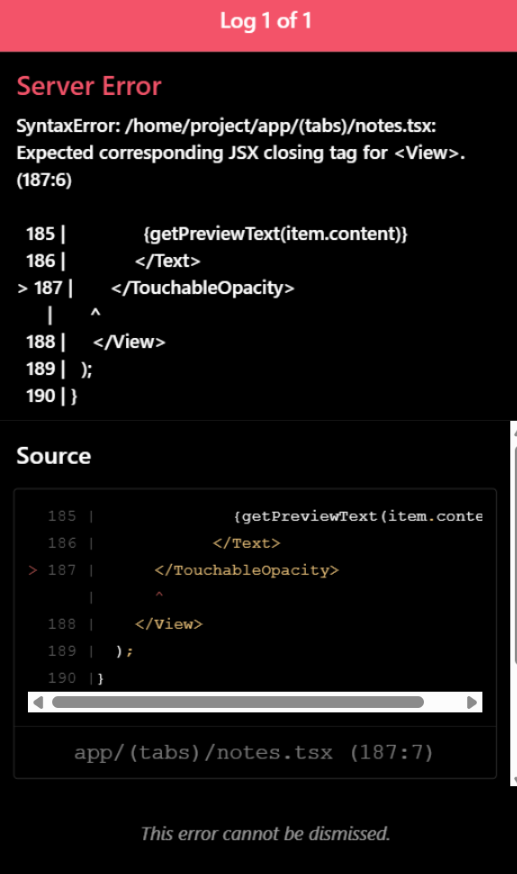 Log 1 of 1
Server Error
SyntaxError: /home/project/app/(tabs)/notes.tsx:
Expected corresponding JSX closing tag for <View>.
(187:6)
185 | {getPreviewText(item.content)}
186 | </Text>
> 187 | </TouchableOpacity>
| ^
188 | </View>
189 | );
190 | }
Source
185 | {getPreviewText(item.conte
186 | </Text>
> 187 | </TouchableOpacity>
| ^
188 | </View>
189 | );
190 | }
app/(tabs)/notes.tsx (187:7)
This error cannot be dismissed.